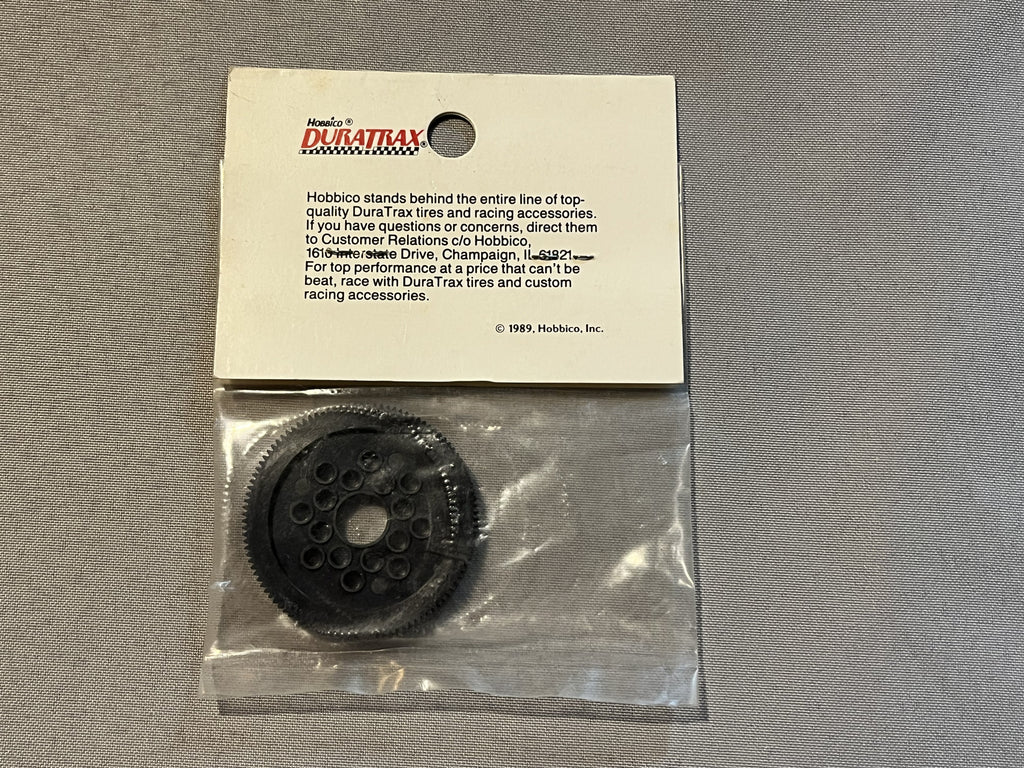 HOBBICO ®
DURATRAX®
Hobbico stands behind the entire line of top-
quality DuraTrax tires and racing accessories.
If you have questions or concerns, direct them
to Customer Relations c/o Hobbico,
1610 Interstate Drive, Champaign, IL 61821.
For top performance at a price that can't be
beat, race with DuraTrax tires and custom
racing accessories.
© 1989, Hobbico, Inc.